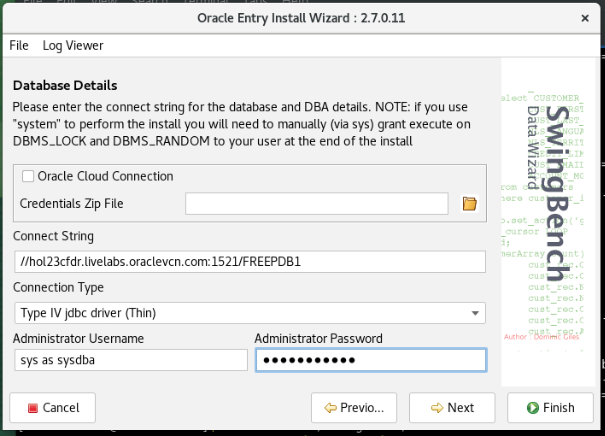 Oracle Entry Install Wizard : 2.7.0.11
File Log Viewer
Database Details
Please enter the connect string for the database and DBA details. NOTE: if you use
"system" to perform the install you will need to manually (via sys) grant execute on
DBMS_LOCK and DBMS_RANDOM to your user at the end of the install
Oracle Cloud Connection
Credentials Zip File
Connect String
//hol23cfdr.livelabs.oraclevcn.com:1521/FREEPDB1
Connection Type
Type IV jdbc driver (Thin)
Administrator Username Administrator Password
sys as sysdba
SwingBench
Data Wizard
Author : Dominic Giles
Cancel Previo... Next Finish